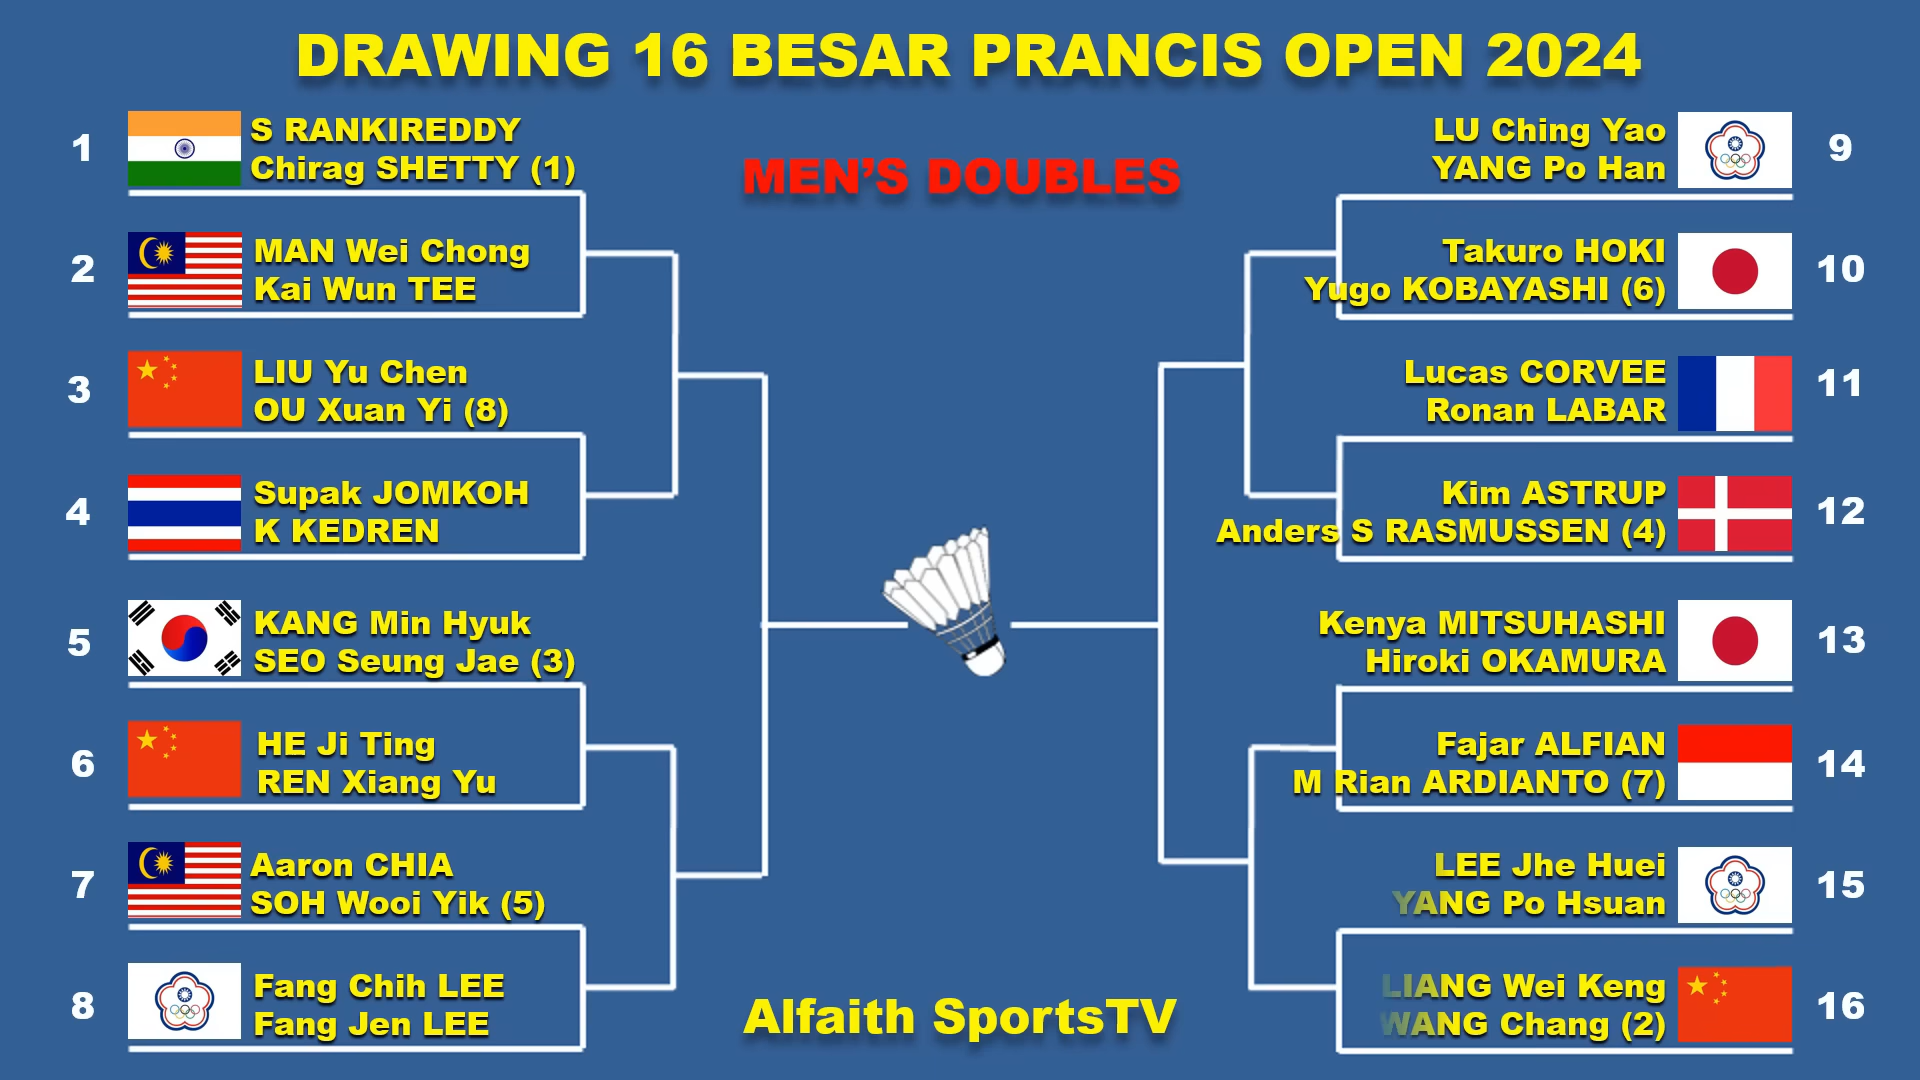 DRAWING 16 BESAR PRANCIS OPEN 2024
MEN'S DOUBLES
1
S RANKIREDDY
Chirag SHETTY (1)
2
MAN Wei Chong
Kai Wun TEE
3
LIU Yu Chen
OU Xuan Yi (8)
4
Supak JOMKOH
K KEDREN
5
KANG Min Hyuk
SEO Seung Jae (3)
6
HE Ji Ting
REN Xiang Yu
7
Aaron CHIA
SOH Wooi Yik (5)
8
Fang Chih LEE
Fang Jen LEE
LU Ching Yao
YANG Po Han
9
Takuro HOKI
Yugo KOBAYASHI (6)
10
Lucas CORVEE
Ronan LABAR
11
Kim ASTRUP
Anders S RASMUSSEN (4)
12
Kenya MITSUHASHI
Hiroki OKAMURA
13
Fajar ALFIAN
M Rian ARDIANTO (7)
14
LEE Jhe Huei
YANG Po Hsuan
15
LIANG Wei Keng
WANG Chang (2)
16
Alfaith SportsTV